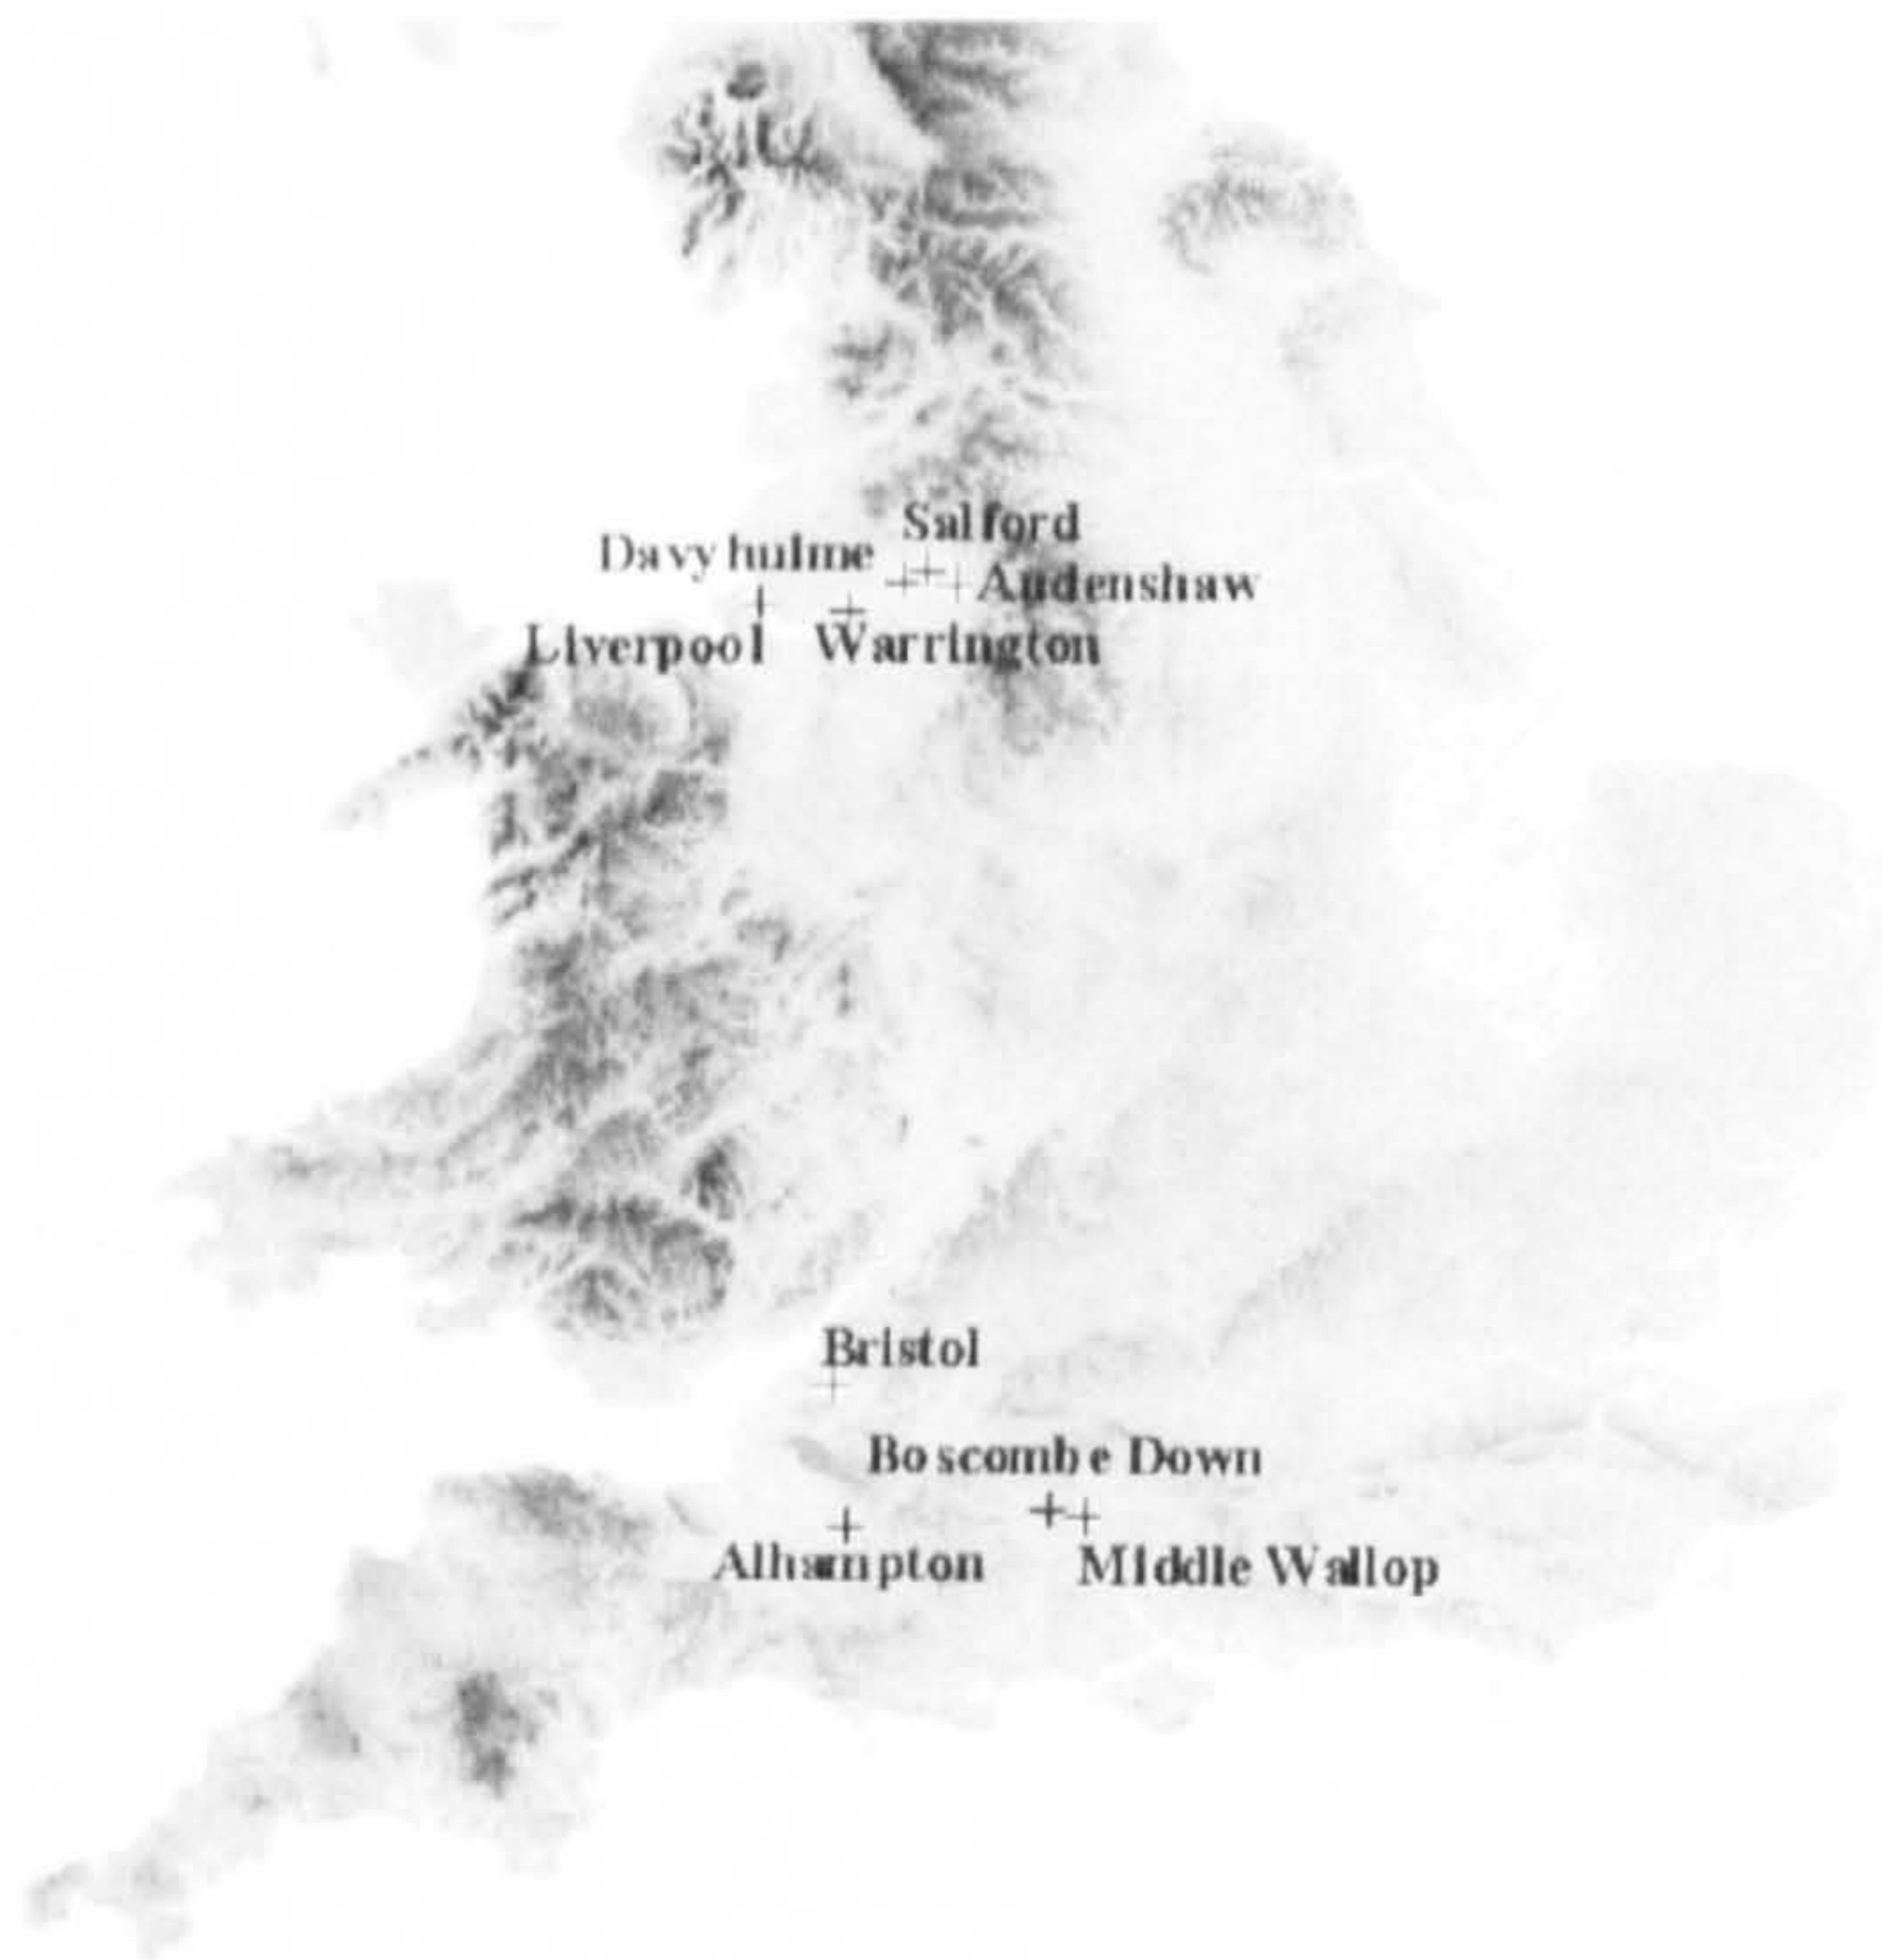 Salford
Davyhulme
Audenshaw
Liverpool
Warrington
Bristol
Boscombe Down
Alhampton
Middle Wallop